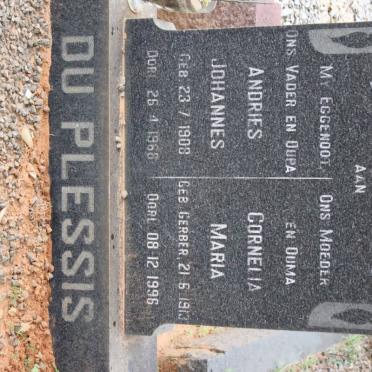 AAN
MY EGGENOOT
ONS VADER EN OUPA
ANDRIES
JOHANNES
GEB 23-7-1908
OORL 26-4-1968
ONS MOEDER
EN OUMA
CORNELIA
MARIA
GEB GERBER 21-6-1913
OORL 08-12-1996
DU PLESSIS